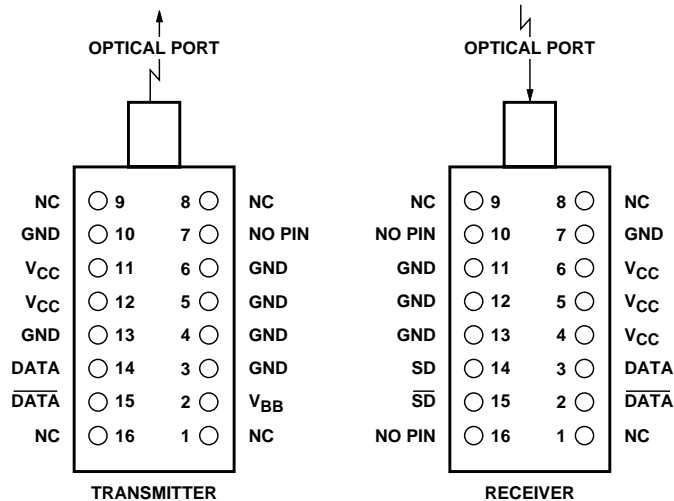 OPTICAL PORT OPTICAL PORT
NC 9 8 NC NC 9 8 NC
GND 10 7 NO PIN NO PIN 10 7 GND
VCC 11 6 GND GND 11 6 VCC
VCC 12 5 GND GND 12 5 VCC
GND 13 4 GND GND 13 4 VCC
DATA 14 3 GND SD 14 3 DATA
D̅A̅T̅A̅ 15 2 VBB S̅D̅ 15 2 D̅A̅T̅A̅
NC 16 1 NC NO PIN 16 1 NC
TRANSMITTER RECEIVER